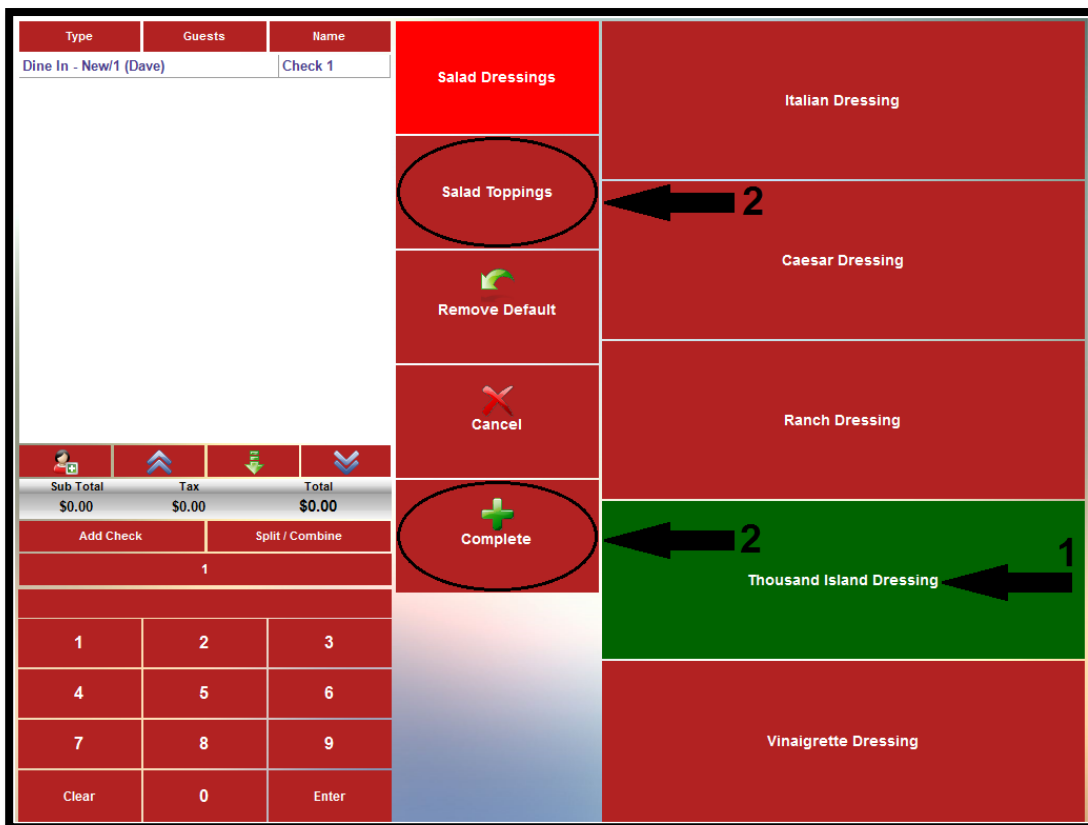 Type Guests Name
Dine In - New/1 (Dave) Check 1
Sub Total Tax Total
$0.00 $0.00 $0.00
Add Check Split / Combine
1
1 2 3
4 5 6
7 8 9
Clear 0 Enter
Salad Dressings
Salad Toppings
2
Remove Default
Cancel
Complete
2
Italian Dressing
Caesar Dressing
Ranch Dressing
Thousand Island Dressing
1
Vinaigrette Dressing